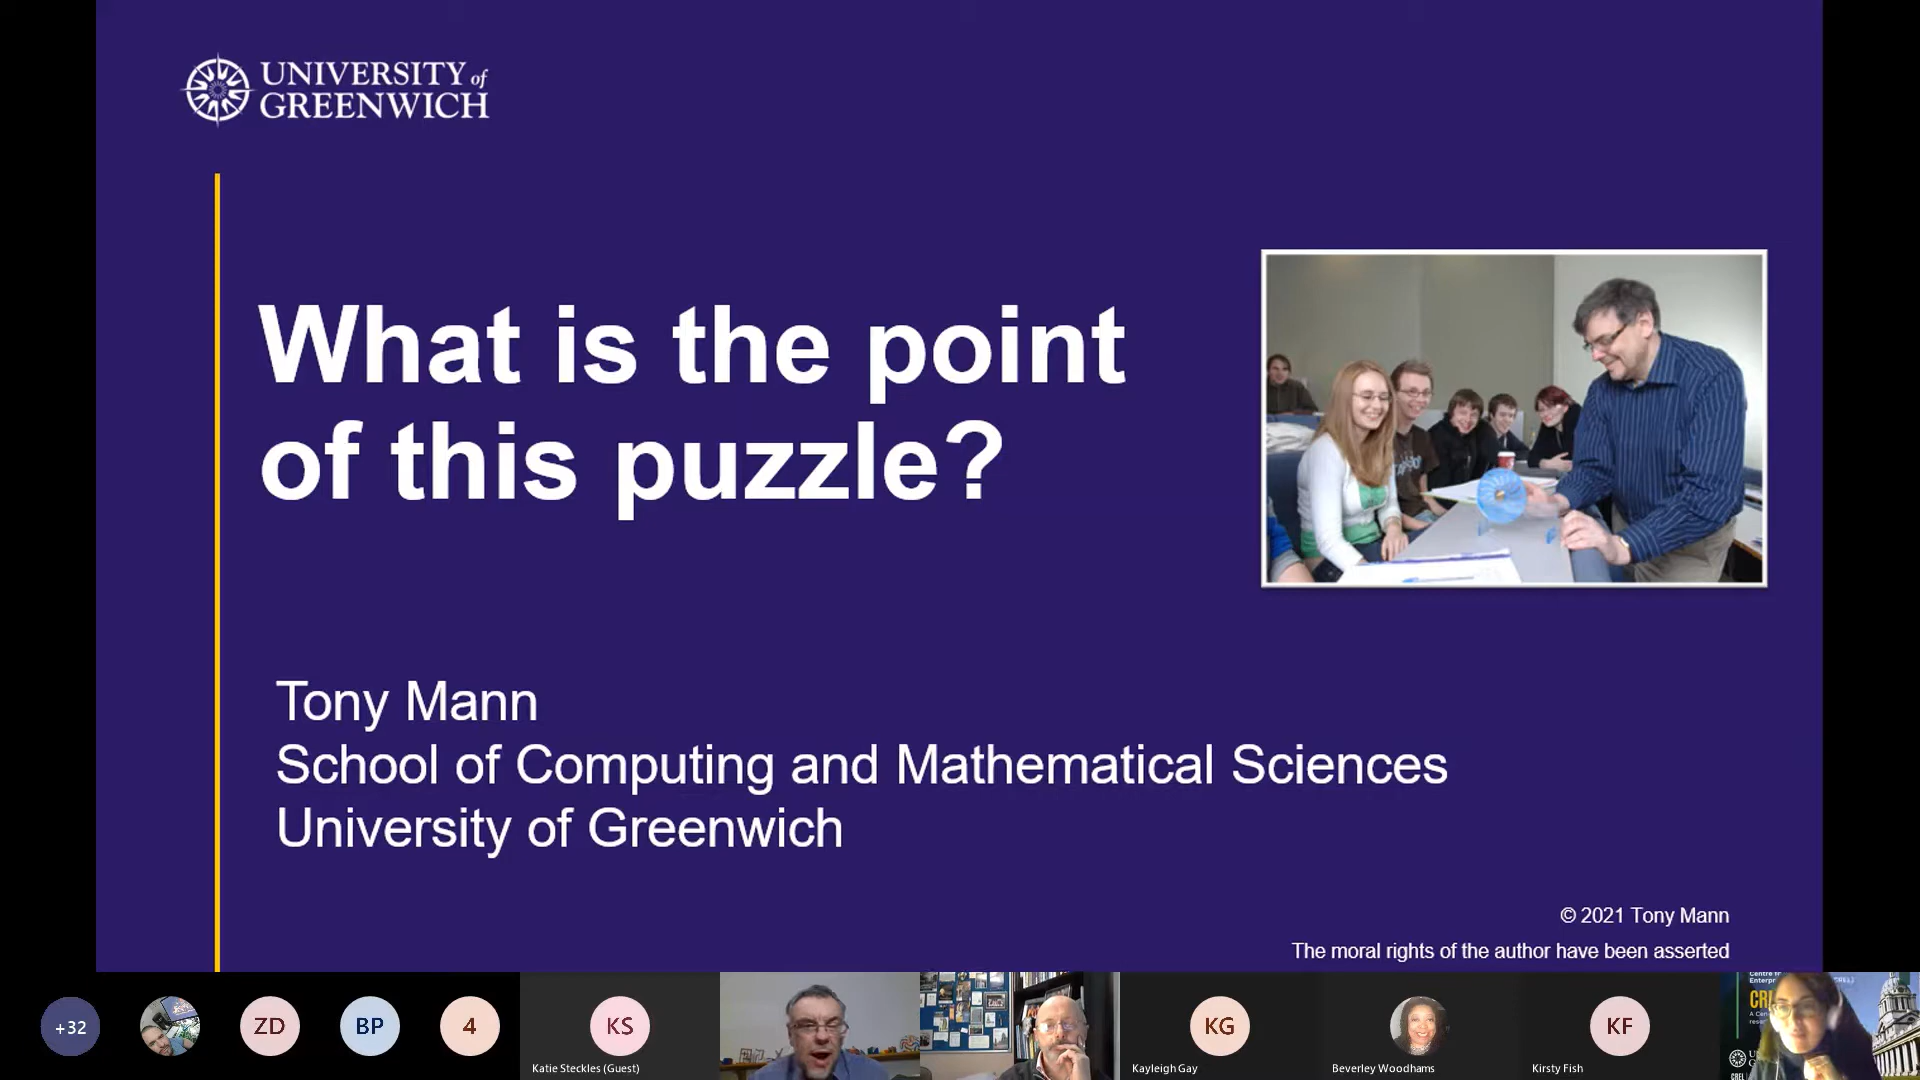 UNIVERSITY of
GREENWICH
What is the point
of this puzzle?
Tony Mann
School of Computing and Mathematical Sciences
University of Greenwich
© 2021 Tony Mann
The moral rights of the author have been asserted
+32
ZD
BP
4
KS
Katie Steckles (Guest)
KG
Kayleigh Gay
Beverley Woodhams
KF
Kirsty Fish
CREL